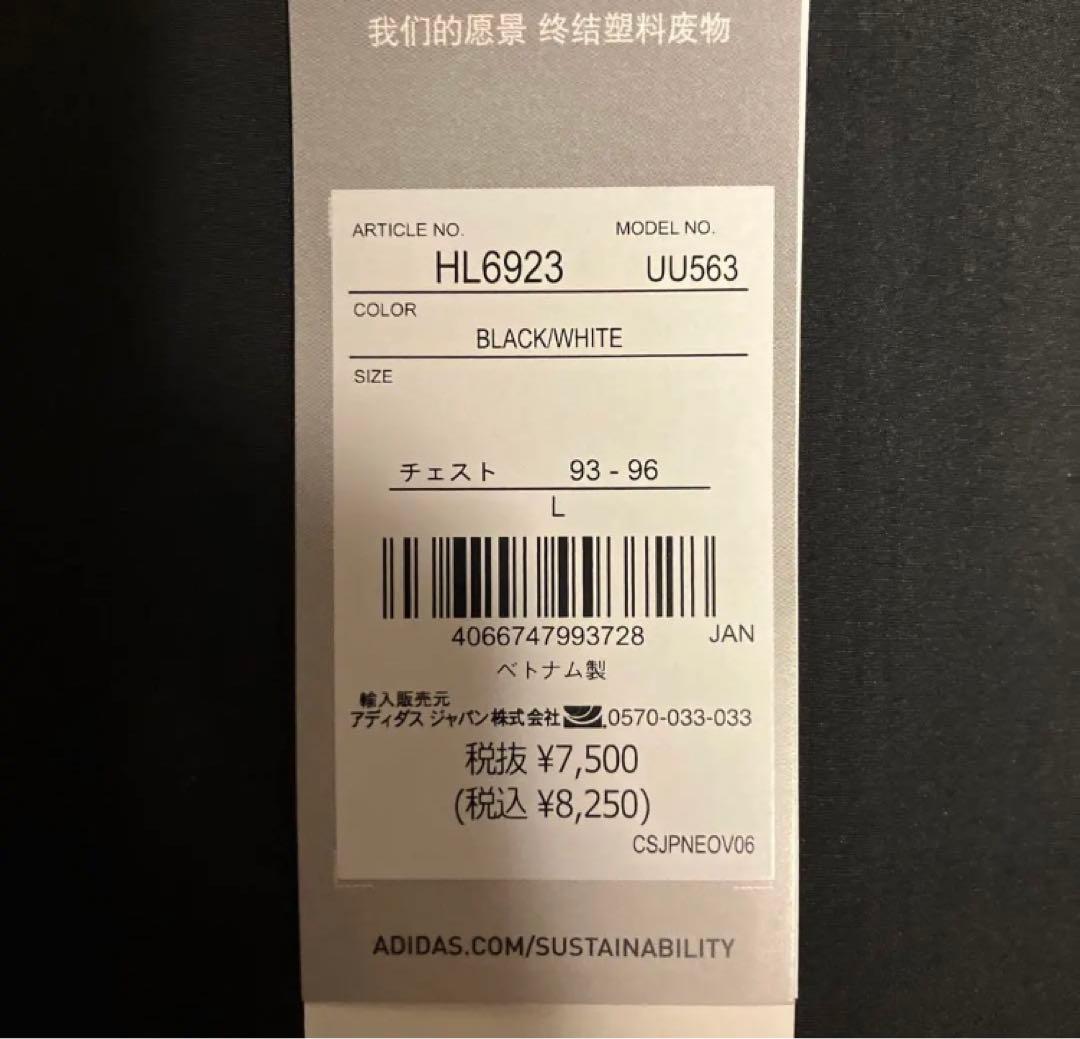 我们的愿景 终结塑料废物
ARTICLE NO. MODEL NO.
HL6923 UU563
COLOR
BLACK/WHITE
SIZE
チェスト 93 - 96
L
4066747993728 JAN
ベトナム製
輸入販売元
アディダス ジャパン株式会社 0570-033-033
税抜 ¥7,500
(税込 ¥8,250)
CSJPNEOV06
ADIDAS.COM/SUSTAINABILITY